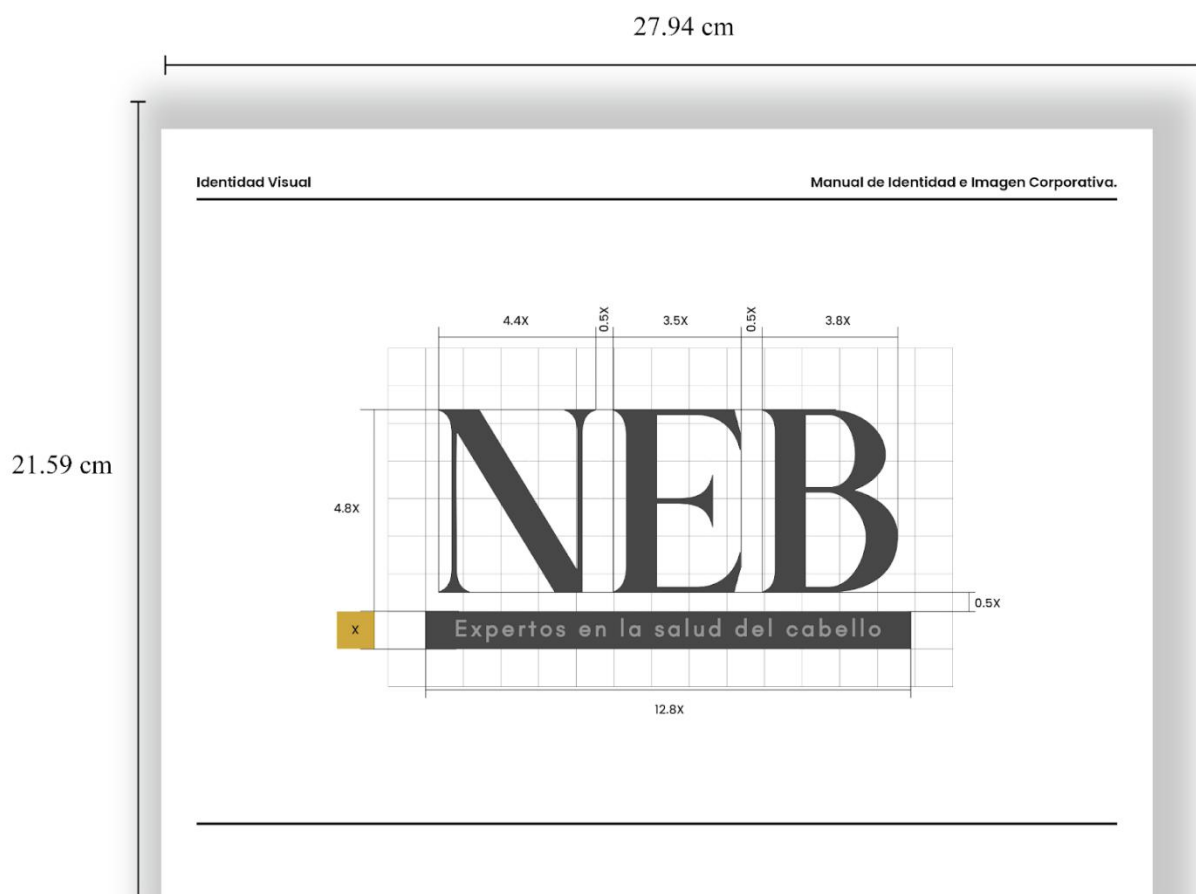 27.94 cm
Identidad Visual
Manual de Identidad e Imagen Corporativa.
4.4X
0.5X
3.5X
0.5X
3.8X
NEB
21.59 cm
4.8X
0.5X
X
Expertos en la salud del cabello
12.8X